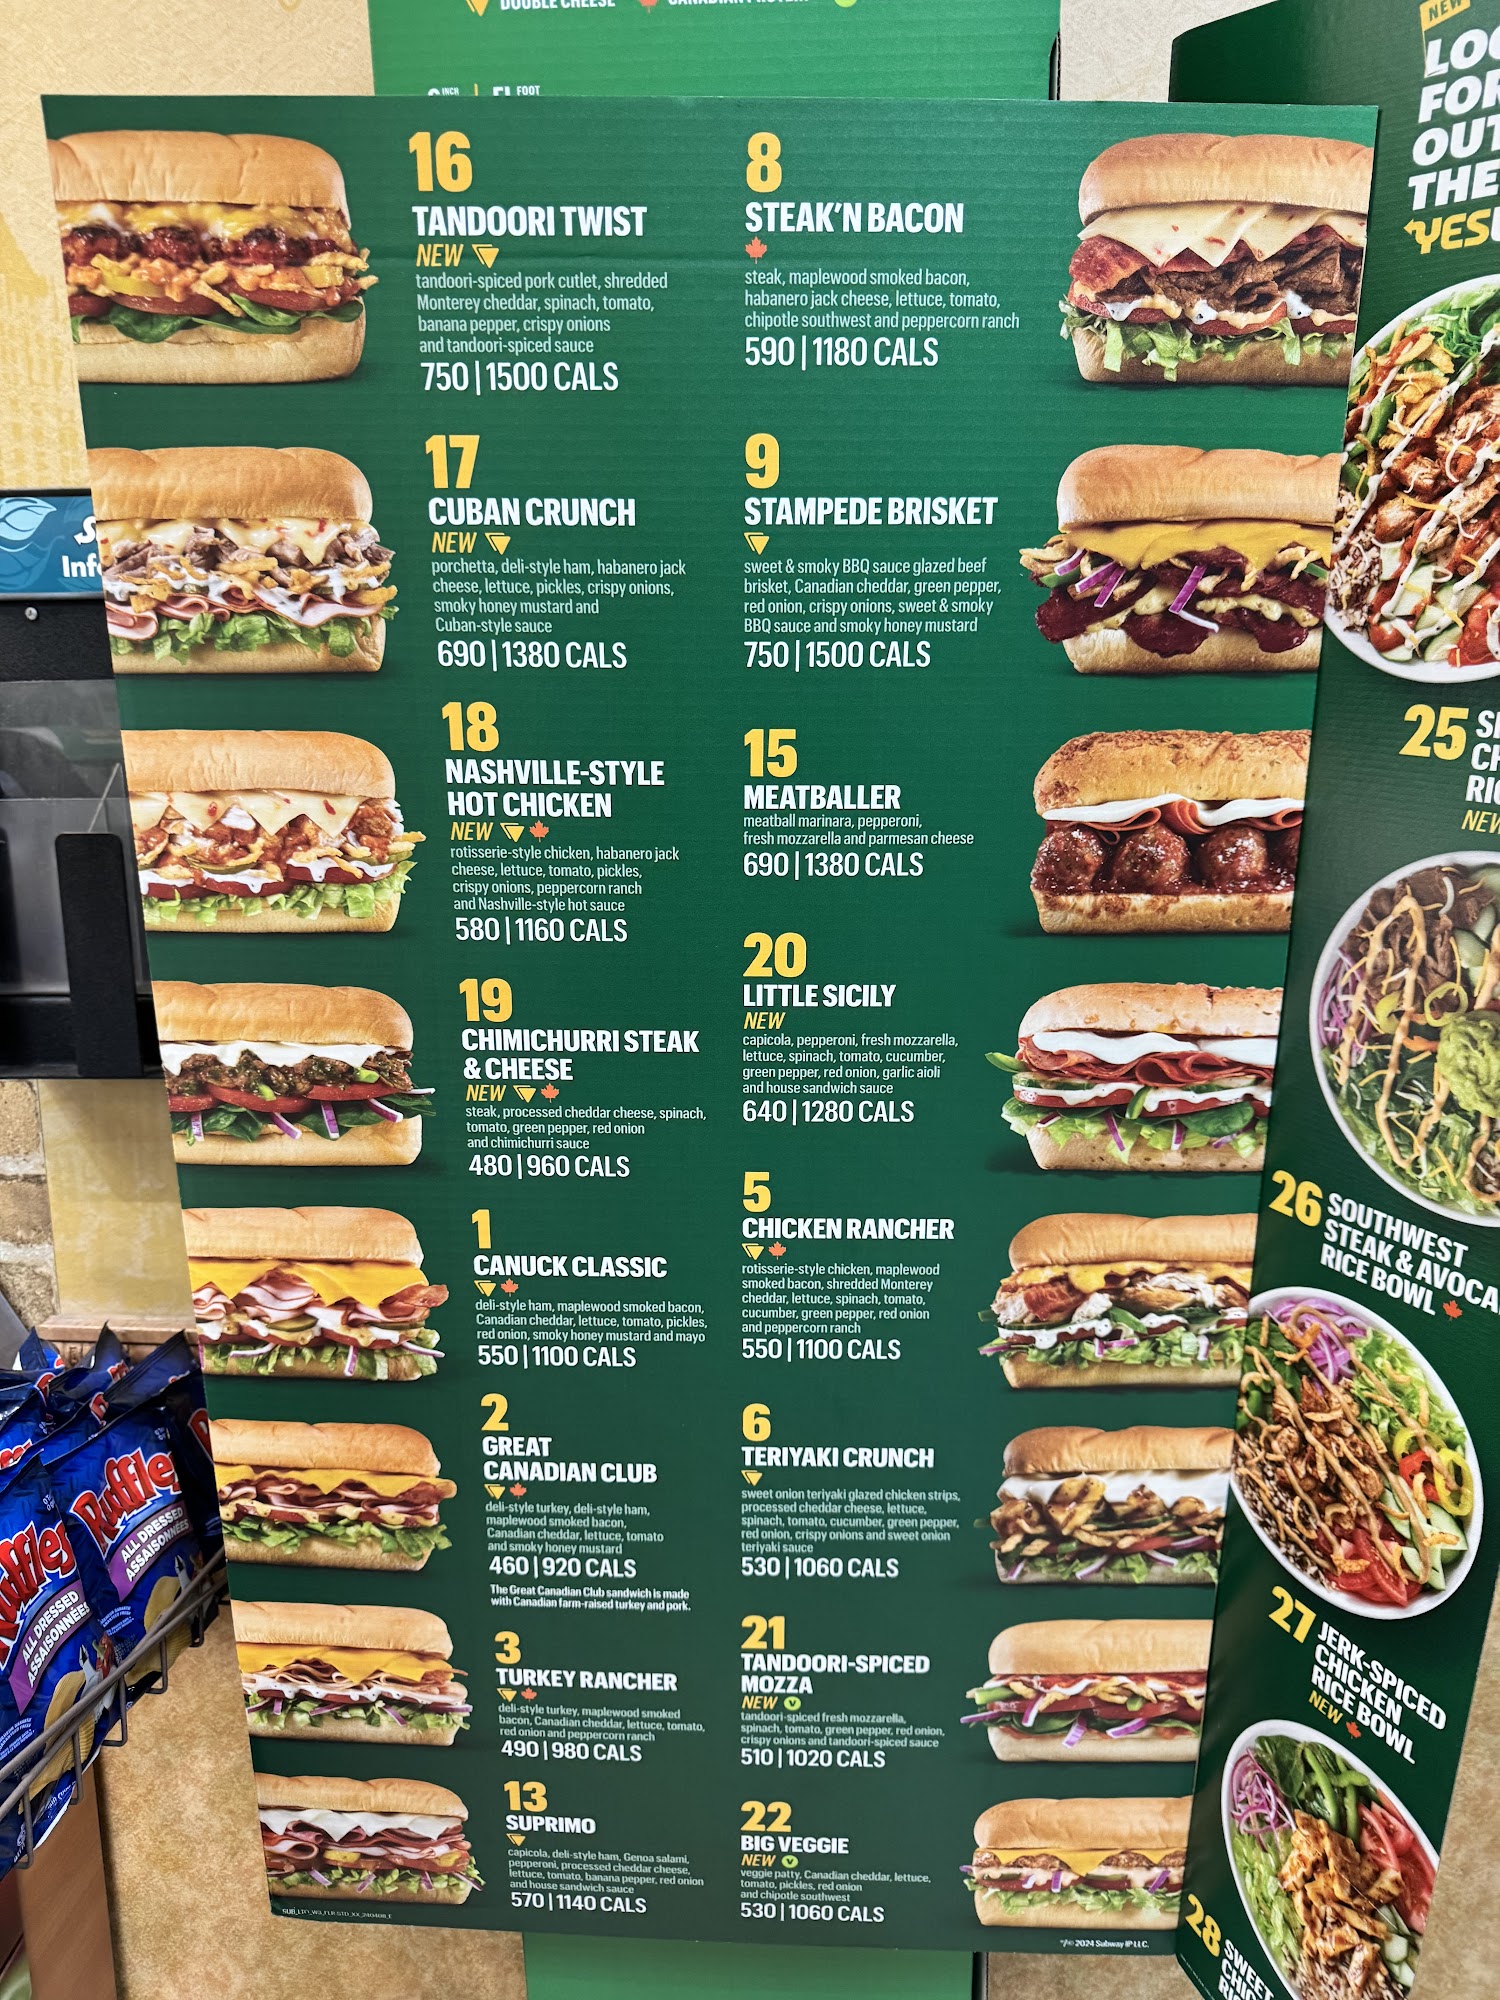 DOUBLE CHEESE
INCH
FOOT
16
TANDOORI TWIST
NEW
tandoori-spiced pork cutlet, shredded
Monterey cheddar, spinach, tomato,
banana pepper, crispy onions
and tandoori-spiced sauce
750 | 1500 CALS
17
CUBAN CRUNCH
NEW
porchetta, deli-style ham, habanero jack
cheese, lettuce, pickles, crispy onions,
smoky honey mustard and
Cuban-style sauce
690 | 1380 CALS
18
NASHVILLE-STYLE
HOT CHICKEN
NEW
rotisserie-style chicken, habanero jack
cheese, lettuce, tomato, pickles,
crispy onions, peppercorn ranch
and Nashville-style hot sauce
580 | 1160 CALS
19
CHIMICHURRI STEAK
& CHEESE
NEW
steak, processed cheddar cheese, spinach,
tomato, green pepper, red onion
and chimichurri sauce
480 | 960 CALS
1
CANUCK CLASSIC
deli-style ham, maplewood smoked bacon,
Canadian cheddar, lettuce, tomato, pickles,
red onion, smoky honey mustard and mayo
550 | 1100 CALS
2
GREAT
CANADIAN CLUB
deli-style turkey, deli-style ham,
maplewood smoked bacon,
Canadian cheddar, lettuce, tomato
and smoky honey mustard
460 | 920 CALS
The Great Canadian Club sandwich is made
with Canadian farm-raised turkey and pork.
3
TURKEY RANCHER
deli-style turkey, maplewood smoked
bacon, Canadian cheddar, lettuce, tomato,
red onion and peppercorn ranch
490 | 980 CALS
13
SUPRIMO
capicola, deli-style ham, Genoa salami,
pepperoni, processed cheddar cheese,
lettuce, tomato, banana pepper, red onion
and house sandwich sauce
570 | 1140 CALS
8
STEAK'N BACON
steak, maplewood smoked bacon,
habanero jack cheese, lettuce, tomato,
chipotle southwest and peppercorn ranch
590 | 1180 CALS
9
STAMPEDE BRISKET
sweet & smoky BBQ sauce glazed beef
brisket, Canadian cheddar, green pepper,
red onion, crispy onions, sweet & smoky
BBQ sauce and smoky honey mustard
750 | 1500 CALS
15
MEATBALLER
meatball marinara, pepperoni,
fresh mozzarella and parmesan cheese
690 | 1380 CALS
20
LITTLE SICILY
NEW
capicola, pepperoni, fresh mozzarella,
lettuce, spinach, tomato, cucumber,
green pepper, red onion, garlic aioli
and house sandwich sauce
640 | 1280 CALS
5
CHICKEN RANCHER
rotisserie-style chicken, maplewood
smoked bacon, shredded Monterey
cheddar, lettuce, spinach, tomato,
cucumber, green pepper, red onion
and peppercorn ranch
550 | 1100 CALS
6
TERIYAKI CRUNCH
sweet onion teriyaki glazed chicken strips,
processed cheddar cheese, lettuce,
spinach, tomato, cucumber, green pepper,
red onion, crispy onions and sweet onion
teriyaki sauce
530 | 1060 CALS
21
TANDOORI-SPICED
MOZZA
NEW V
tandoori-spiced fresh mozzarella,
spinach, tomato, green pepper, red onion,
crispy onions and tandoori-spiced sauce
510 | 1020 CALS
22
BIG VEGGIE
NEW V
veggie patty, Canadian cheddar, lettuce,
tomato, pickles, red onion
and chipotle southwest
530 | 1060 CALS
2024 Subway IP LLC.
NEW
25
NEW
26 SOUTHWEST
STEAK & AVOCA
RICE BOWL
27 JERK-SPICED
CHICKEN
RICE BOWL
NEW
28 SWEET
Ruffles
ALL DRESSED
ASSAISONNÉES
Ruffles
ALL DRESSED
ASSAISONNÉES